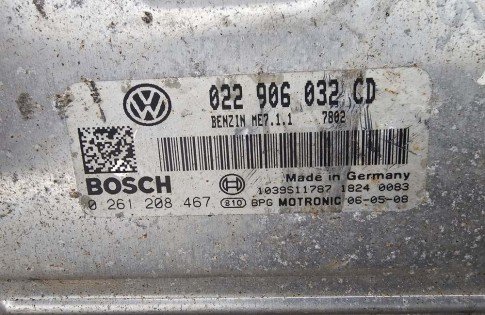 022 906 032 CD
BENZIN ME7.1.1 7802
BOSCH
Made in Germany
1039S11787 1824 0083
0 261 208 467 810 BPG MOTRONIC 06-05-08